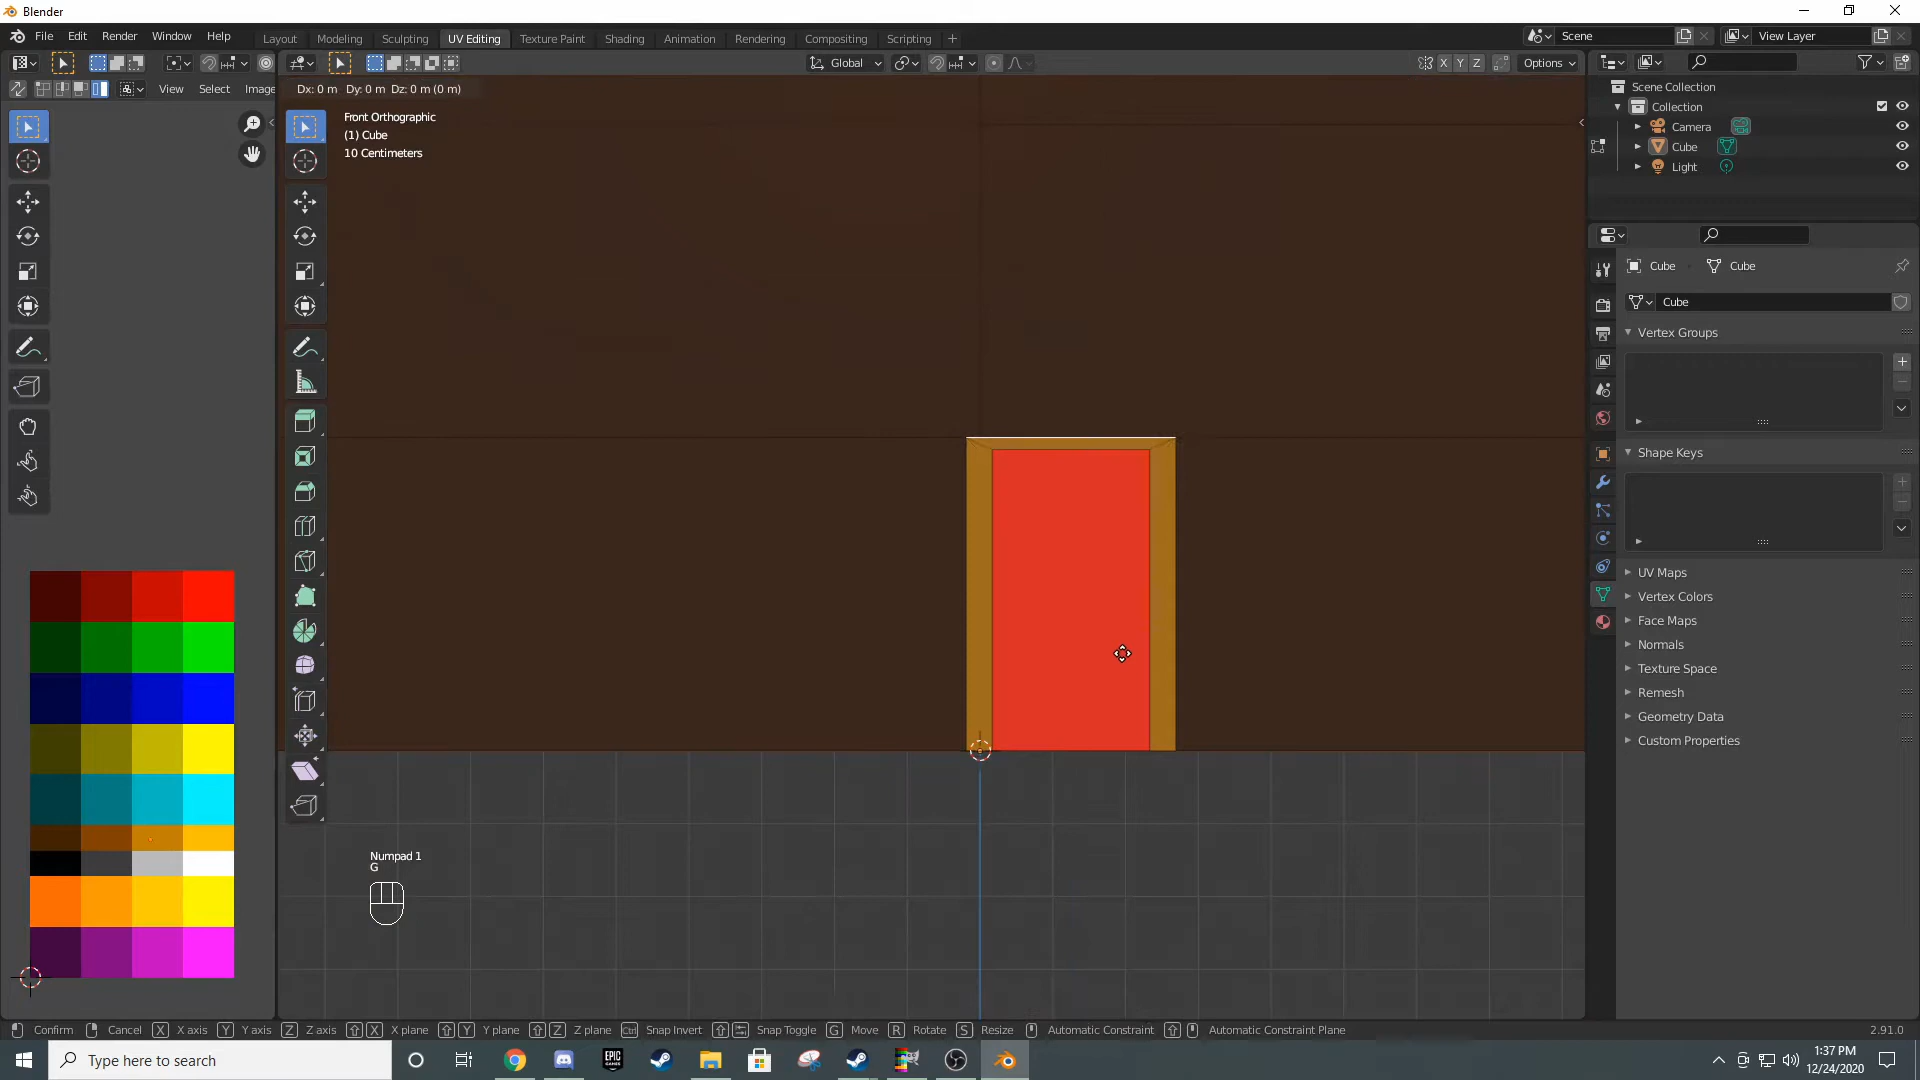 Blender
File Edit Render Window Help
Layout Modeling Sculpting UV Editing Texture Paint Shading Animation Rendering Compositing Scripting
Scene
View Layer
View Select Image
Global
X Y Z
Options
Dx: 0 m Dy: 0 m Dz: 0 m (0 m)
Front Orthographic
(1) Cube
10 Centimeters
Scene Collection
Collection
Camera
Cube
Light
Cube Cube
Cube
Vertex Groups
Shape Keys
UV Maps
Vertex Colors
Face Maps
Normals
Texture Space
Remesh
Geometry Data
Custom Properties
Numpad 1
G
Confirm Cancel X X axis Y Y axis Z Z axis X X plane Y Y plane Z Z plane Ctrl Snap Invert Snap Toggle G Move R Rotate S Resize Automatic Constraint Automatic Constraint Plane
2.91.0
Type here to search
EPIC GAMES
1:37 PM
12/24/2020